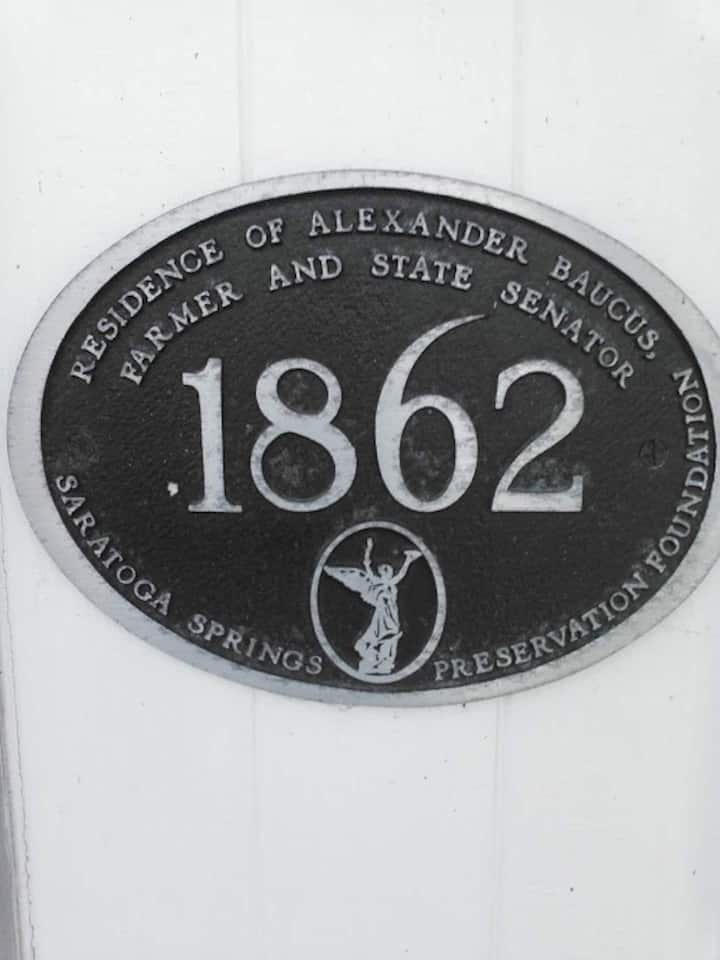 RESIDENCE OF ALEXANDER BAUCUS,
FARMER AND STATE SENATOR
1862
SARATOGA SPRINGS PRESERVATION FOUNDATION